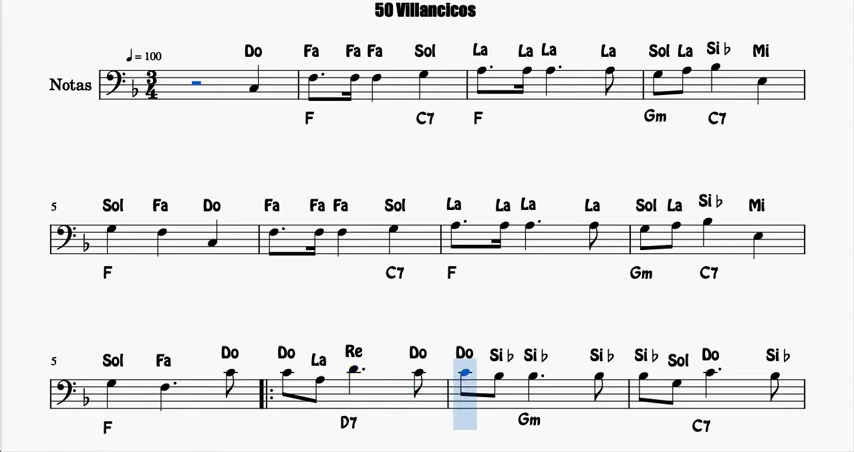 50 Villancicos
♩= 100
Do Fa Fa Fa Sol La La La La Sol La Si♭ Mi
Notas
3
4
F C7 F Gm C7
5 Sol Fa Do Fa Fa Fa Sol La La La La Sol La Si♭ Mi
F C7 F Gm C7
5 Sol Fa Do Do La Re Do Do Si♭ Si♭ Si♭ Si♭ Sol Do Si♭
F D7 Gm C7